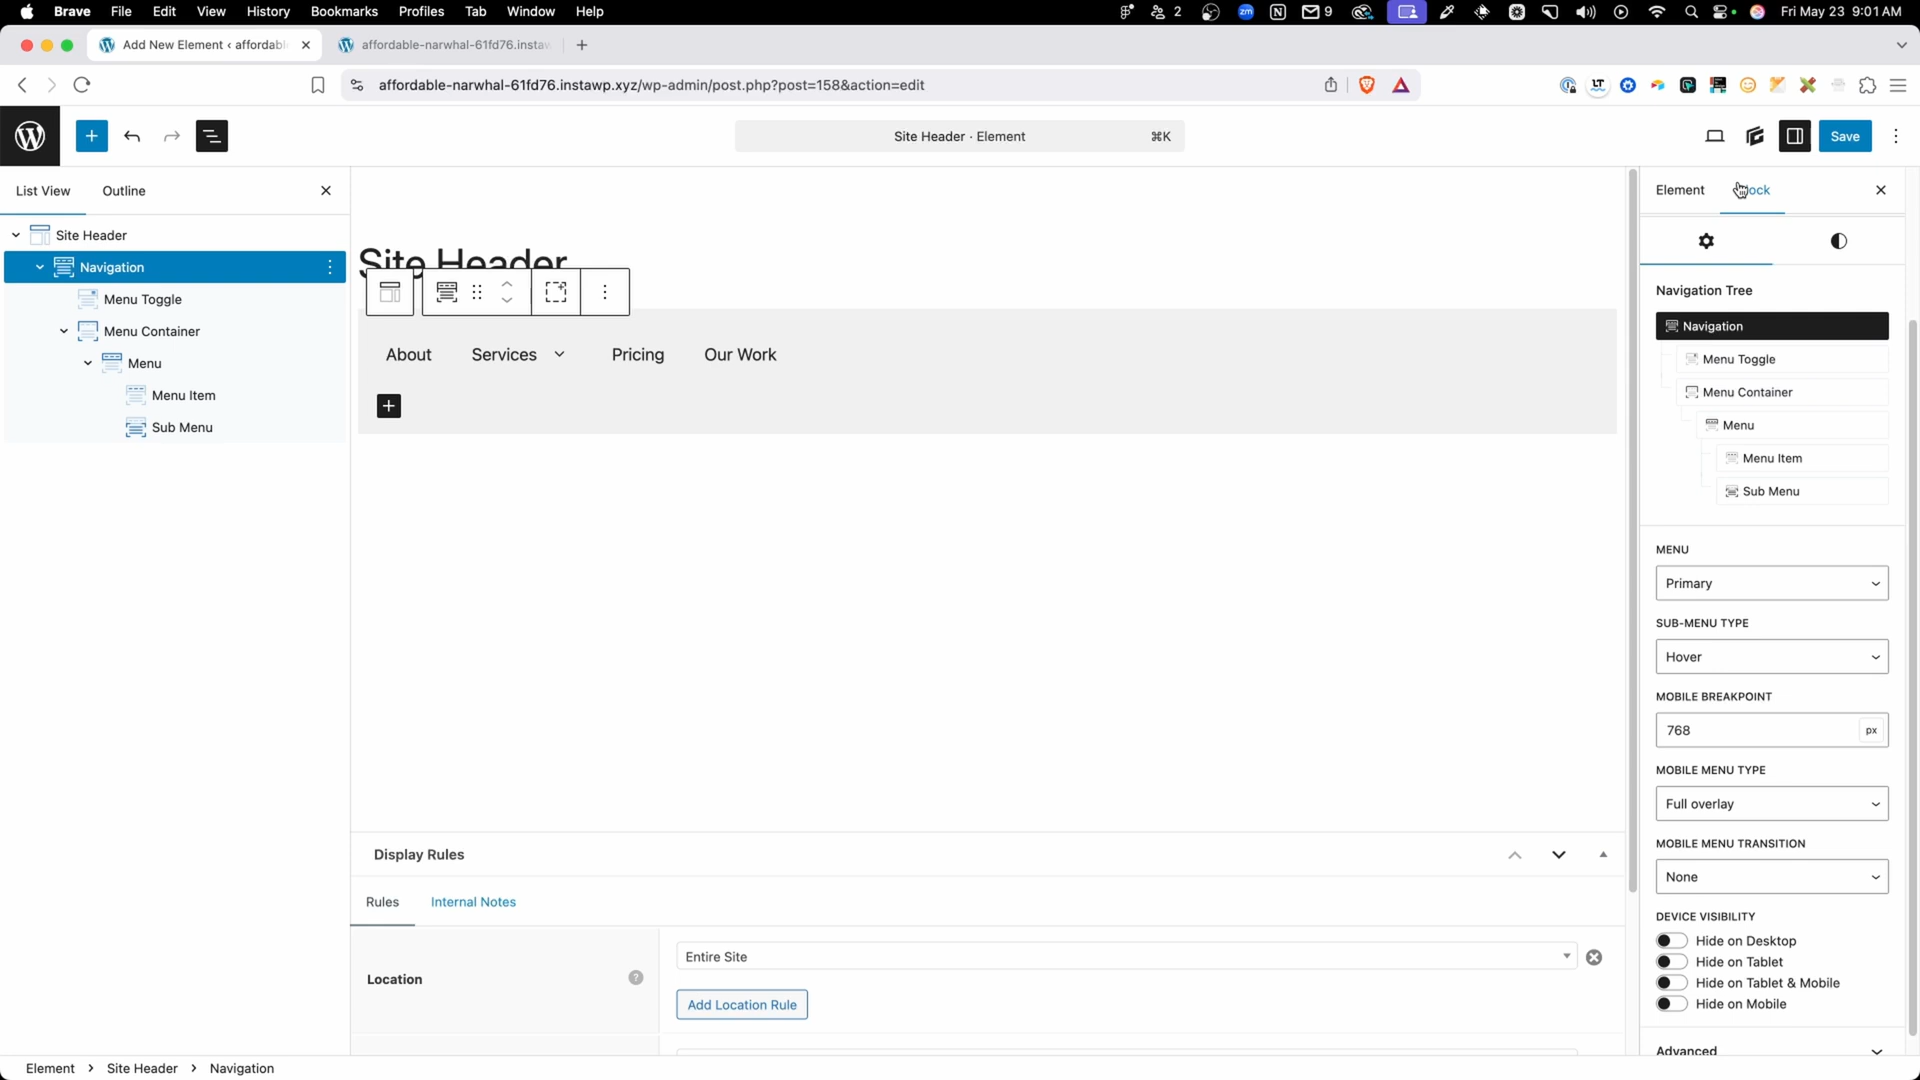 Brave File Edit View History Bookmarks Profiles Tab Window Help 2 zm 9 Fri May 23 9:01 AM
Add New Element ‹ affordabl affordable-narwhal-61fd76.instaw
affordable-narwhal-61fd76.instawp.xyz/wp-admin/post.php?post=158&action=edit LT
Site Header · Element ⌘K Save
List View Outline
Site Header
Navigation
Menu Toggle
Menu Container
Menu
Menu Item
Sub Menu
Site Header
About Services Pricing Our Work
Display Rules
Rules Internal Notes
Location ? Entire Site
Add Location Rule
Element
Navigation Tree
Navigation
Menu Toggle
Menu Container
Menu
Menu Item
Sub Menu
MENU
Primary
SUB-MENU TYPE
Hover
MOBILE BREAKPOINT
768 px
MOBILE MENU TYPE
Full overlay
MOBILE MENU TRANSITION
None
DEVICE VISIBILITY
Hide on Desktop
Hide on Tablet
Hide on Tablet & Mobile
Hide on Mobile
Advanced
Element > Site Header > Navigation